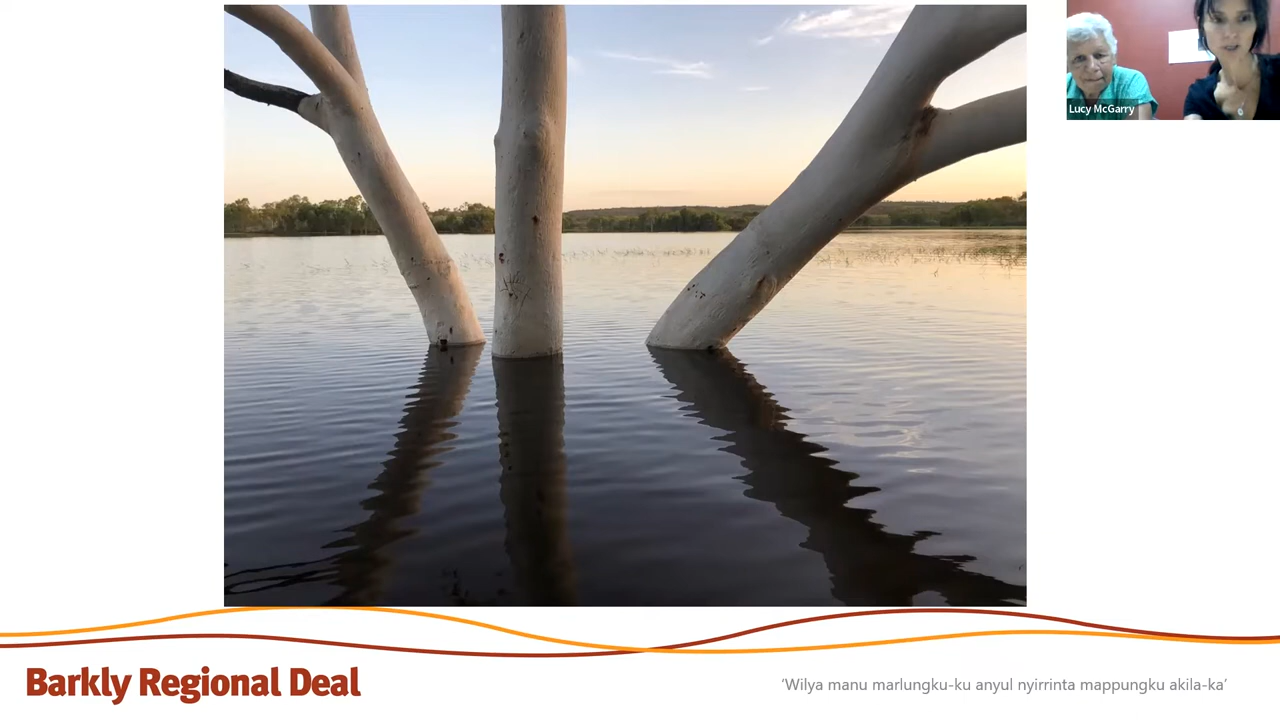 Lucy McGarry
Barkly Regional Deal
‘Wilya manu marlungku-ku anyul nyirrinta mappungku akila-ka’